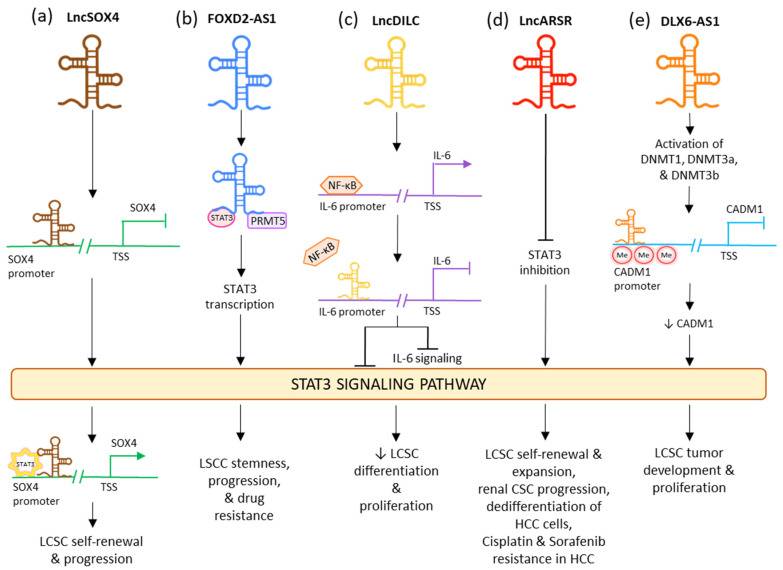 (a)
LncSOX4
(b)
FOXD2-AS1
(c)
LncDILC
(d)
LncARSR
(e)
DLX6-AS1
SOX4
SOX4
promoter
TSS
STAT3
PRMT5
STAT3
transcription
IL-6
NF-κB
IL-6 promoter
TSS
NF-κB
IL-6
IL-6 promoter
TSS
IL-6 signaling
STAT3
inhibition
Activation of
DNMT1, DNMT3a,
& DNMT3b
CADM1
Me Me Me
CADM1
promoter
TSS
↓ CADM1
STAT3 SIGNALING PATHWAY
SOX4
STAT3
SOX4
promoter
TSS
LCSC self-renewal
& progression
LSCC stemness,
progression,
& drug
resistance
↓ LCSC
differentiation
&
proliferation
LCSC self-renewal &
expansion,
renal CSC progression,
dedifferentiation of
HCC cells,
Cisplatin & Sorafenib
resistance in HCC
LCSC tumor
development &
proliferation